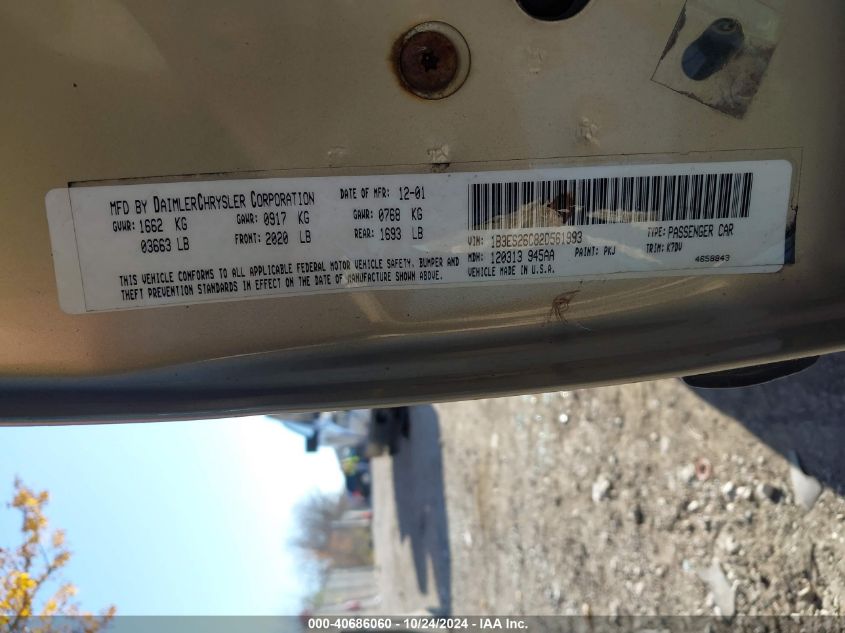 MFD BY DAIMLERCHRYSLER CORPORATION DATE OF MFR: 12-01
GVWR: 1662 KG GAWR: 0917 KG GAWR: 0768 KG
03663 LB FRONT: 2020 LB REAR: 1693 LB
THIS VEHICLE CONFORMS TO ALL APPLICABLE FEDERAL MOTOR VEHICLE SAFETY, BUMPER AND
THEFT PREVENTION STANDARDS IN EFFECT ON THE DATE OF MANUFACTURE SHOWN ABOVE.
VIN: 1B3ES26C82D561993 TYPE: PASSENGER CAR
MDH: 120313 945AA PAINT: PKJ TRIM: K7DV
VEHICLE MADE IN U.S.A. 4658843
000-40686060 - 10/24/2024 - IAA Inc.